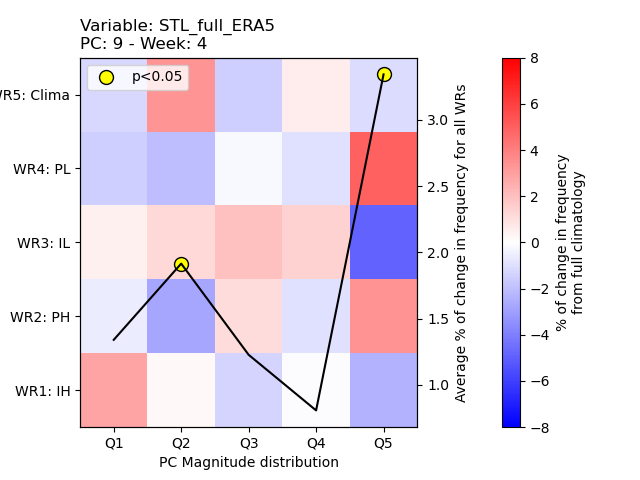 Variable: STL_full_ERA5
PC: 9 - Week: 4
p<0.05
WR5: Clima
WR4: PL
WR3: IL
WR2: PH
WR1: IH
Q1 Q2 Q3 Q4 Q5
PC Magnitude distribution
3.0
2.5
2.0
1.5
1.0
Average % of change in frequency for all WRs
8
6
4
2
0
−2
−4
−6
−8
% of change in frequency
from full climatology